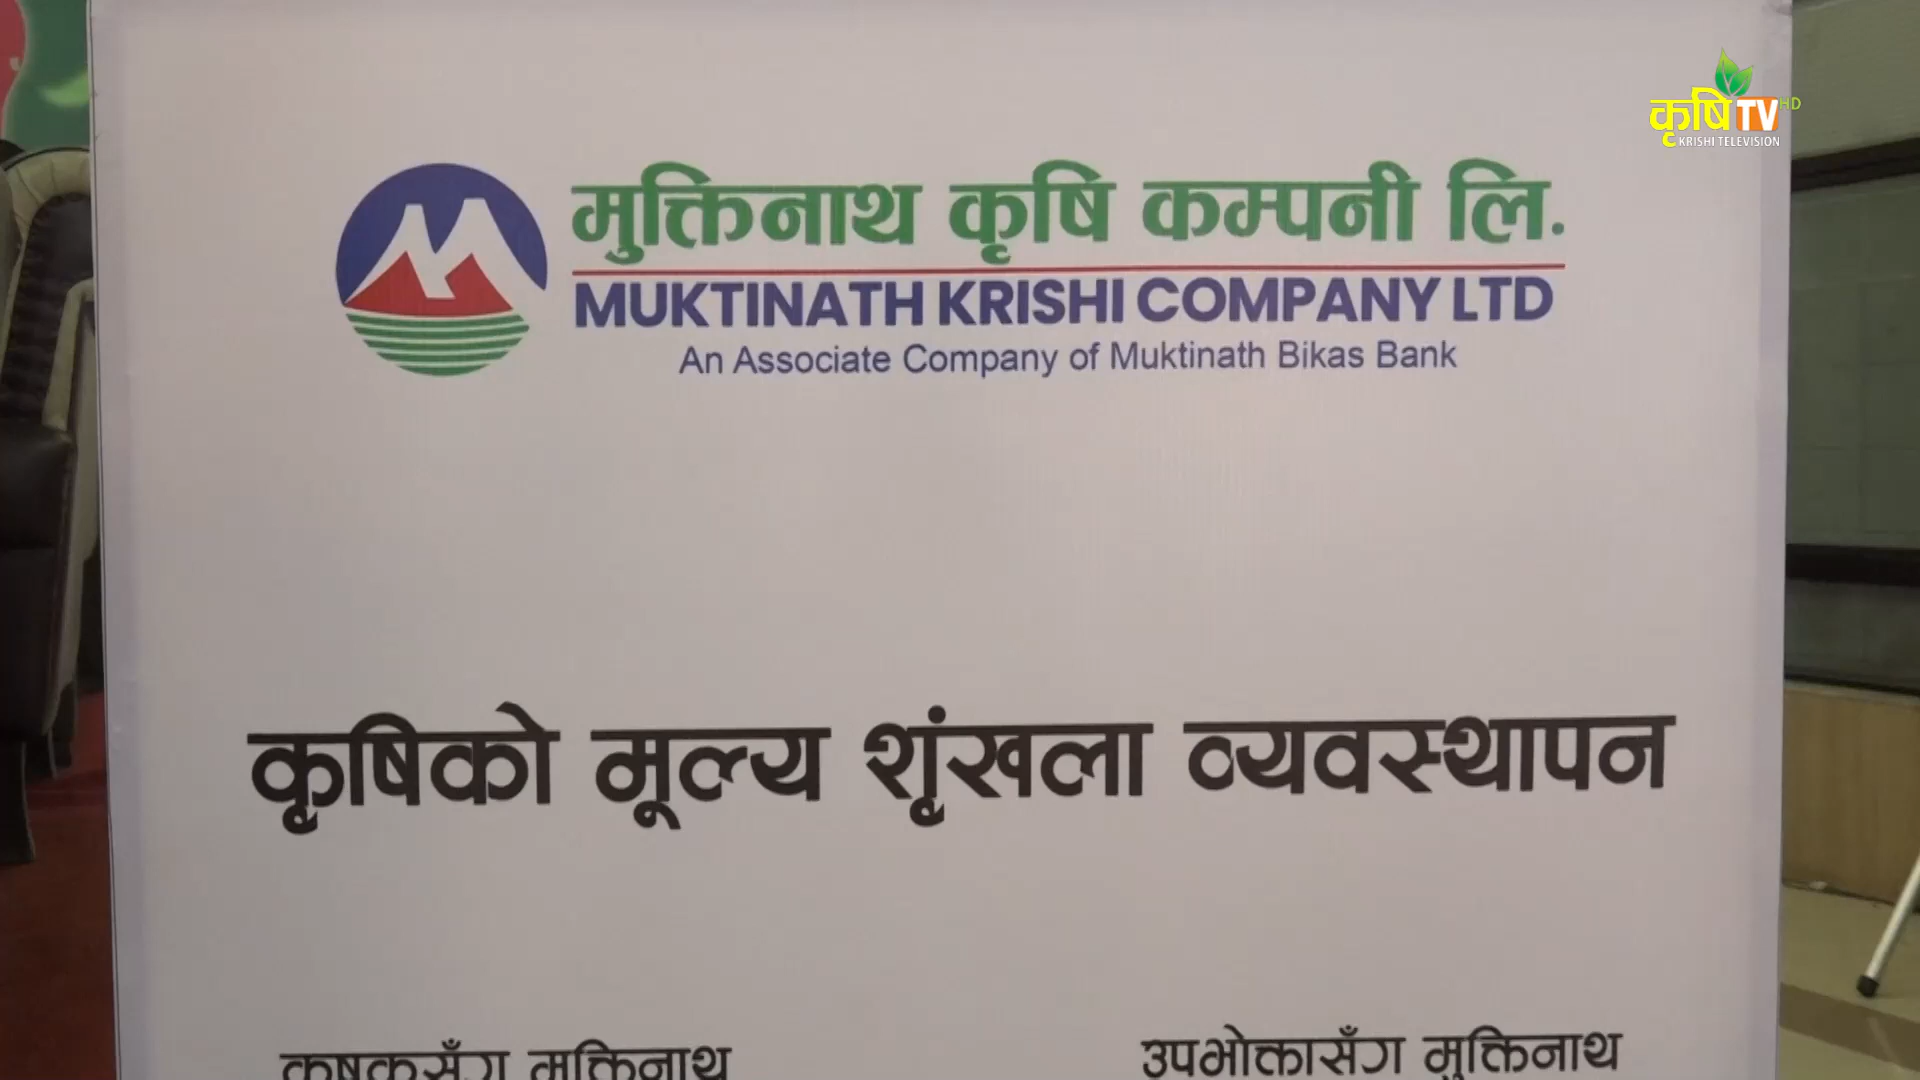 कृषि TV HD
KRISHI TELEVISION
मुक्तिनाथ कृषि कम्पनी लि.
MUKTINATH KRISHI COMPANY LTD
An Associate Company of Muktinath Bikas Bank
कृषिको मूल्य शृंखला व्यवस्थापन
कृषकसँग मुक्तिनाथ
उपभोक्तासँग मुक्तिनाथ